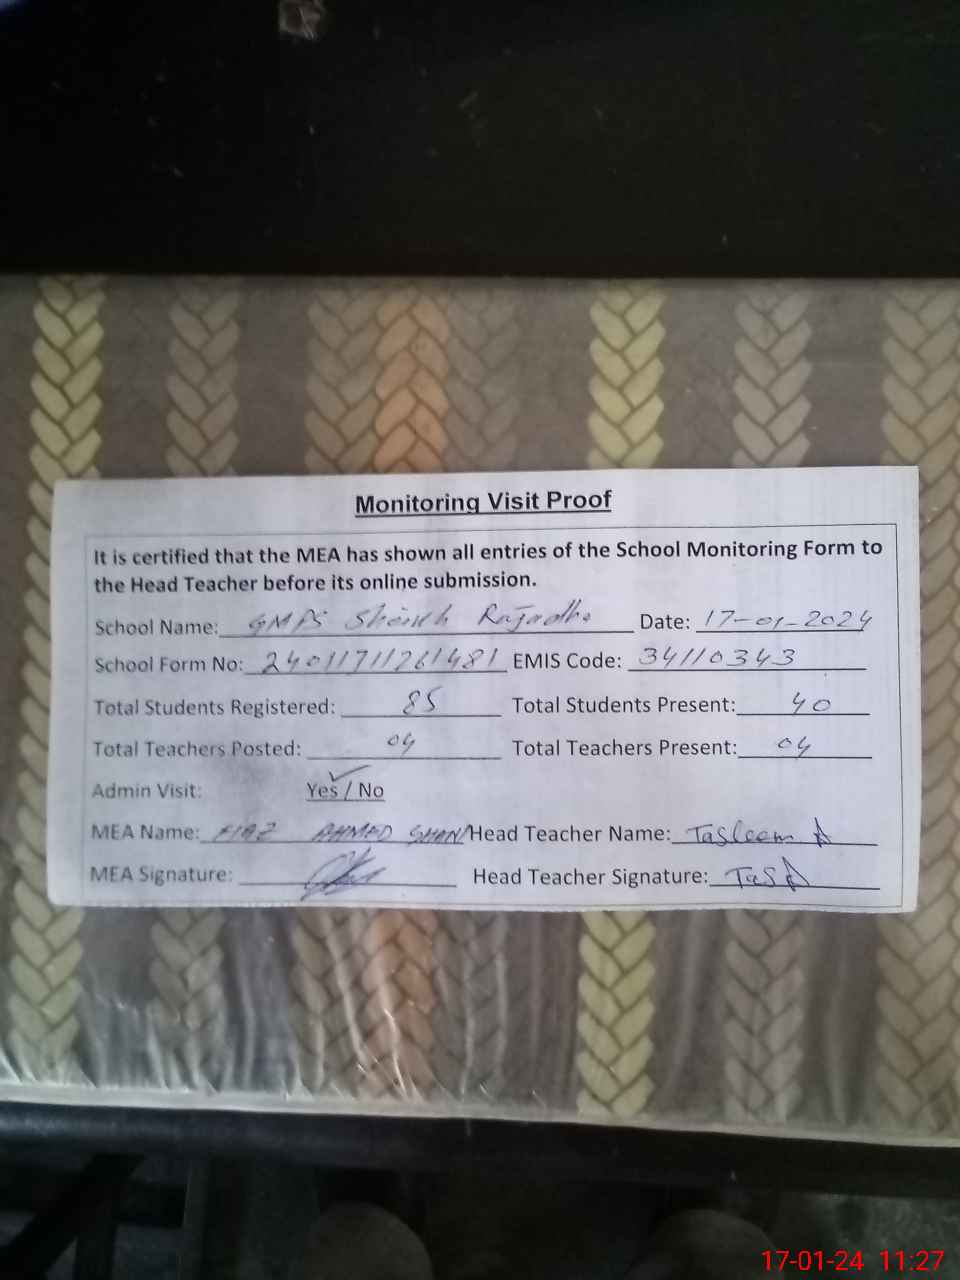 Monitoring Visit Proof
It is certified that the MEA has shown all entries of the School Monitoring Form to
the Head Teacher before its online submission.
School Name: GMPS Sheikh Rajadha Date: 17-01-2024
School Form No: 24011711261481 EMIS Code: 34110343
Total Students Registered: 85 Total Students Present: 40
Total Teachers Posted: 04 Total Teachers Present: 04
Admin Visit: Yes / No
MEA Name: FIAZ AHMED Head Teacher Name: Tasleem A
MEA Signature: Head Teacher Signature: TasA
17-01-24 11:27